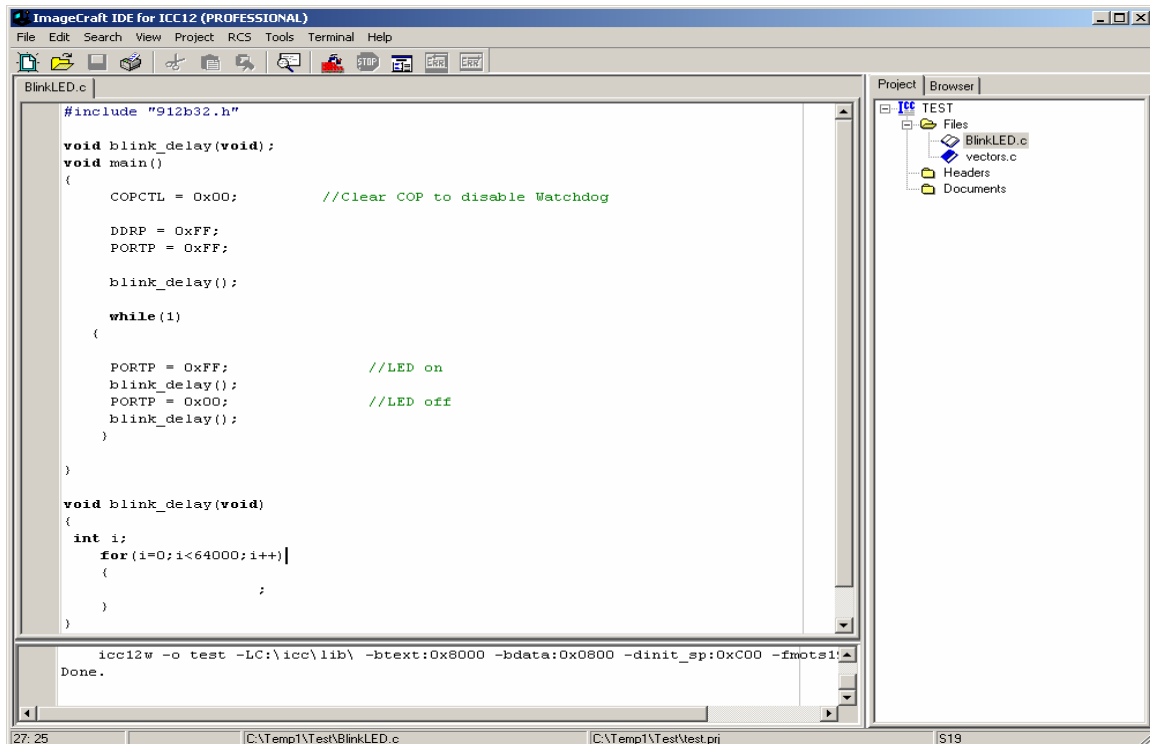 ImageCraft IDE for ICC12 (PROFESSIONAL)
File Edit Search View Project RCS Tools Terminal Help
STOP ERR ERR
BlinkLED.c
#include "912b32.h"
void blink_delay(void);
void main()
{
COPCTL = 0x00; //Clear COP to disable Watchdog
DDRP = 0xFF;
PORTP = 0xFF;
blink_delay();
while(1)
{
PORTP = 0xFF; //LED on
blink_delay();
PORTP = 0x00; //LED off
blink_delay();
}
}
void blink_delay(void)
{
int i;
for(i=0;i<64000;i++)
{
;
}
}
icc12w -o test -LC:\icc\lib\ -btext:0x8000 -bdata:0x0800 -dinit_sp:0xC00 -fmots1
Done.
Project Browser
ICC TEST
Files
BlinkLED.c
vectors.c
Headers
Documents
27: 25 C:\Temp1\Test\BlinkLED.c C:\Temp1\Test\test.prj S19